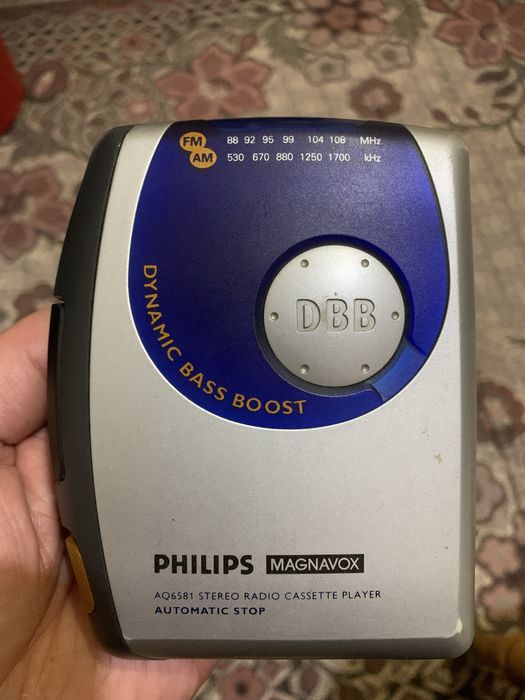 FM 88 92 95 99 104 108 MHz
AM 530 670 880 1250 1700 kHz
DBB
DYNAMIC BASS BOOST
PHILIPS MAGNAVOX
AQ6581 STEREO RADIO CASSETTE PLAYER
AUTOMATIC STOP